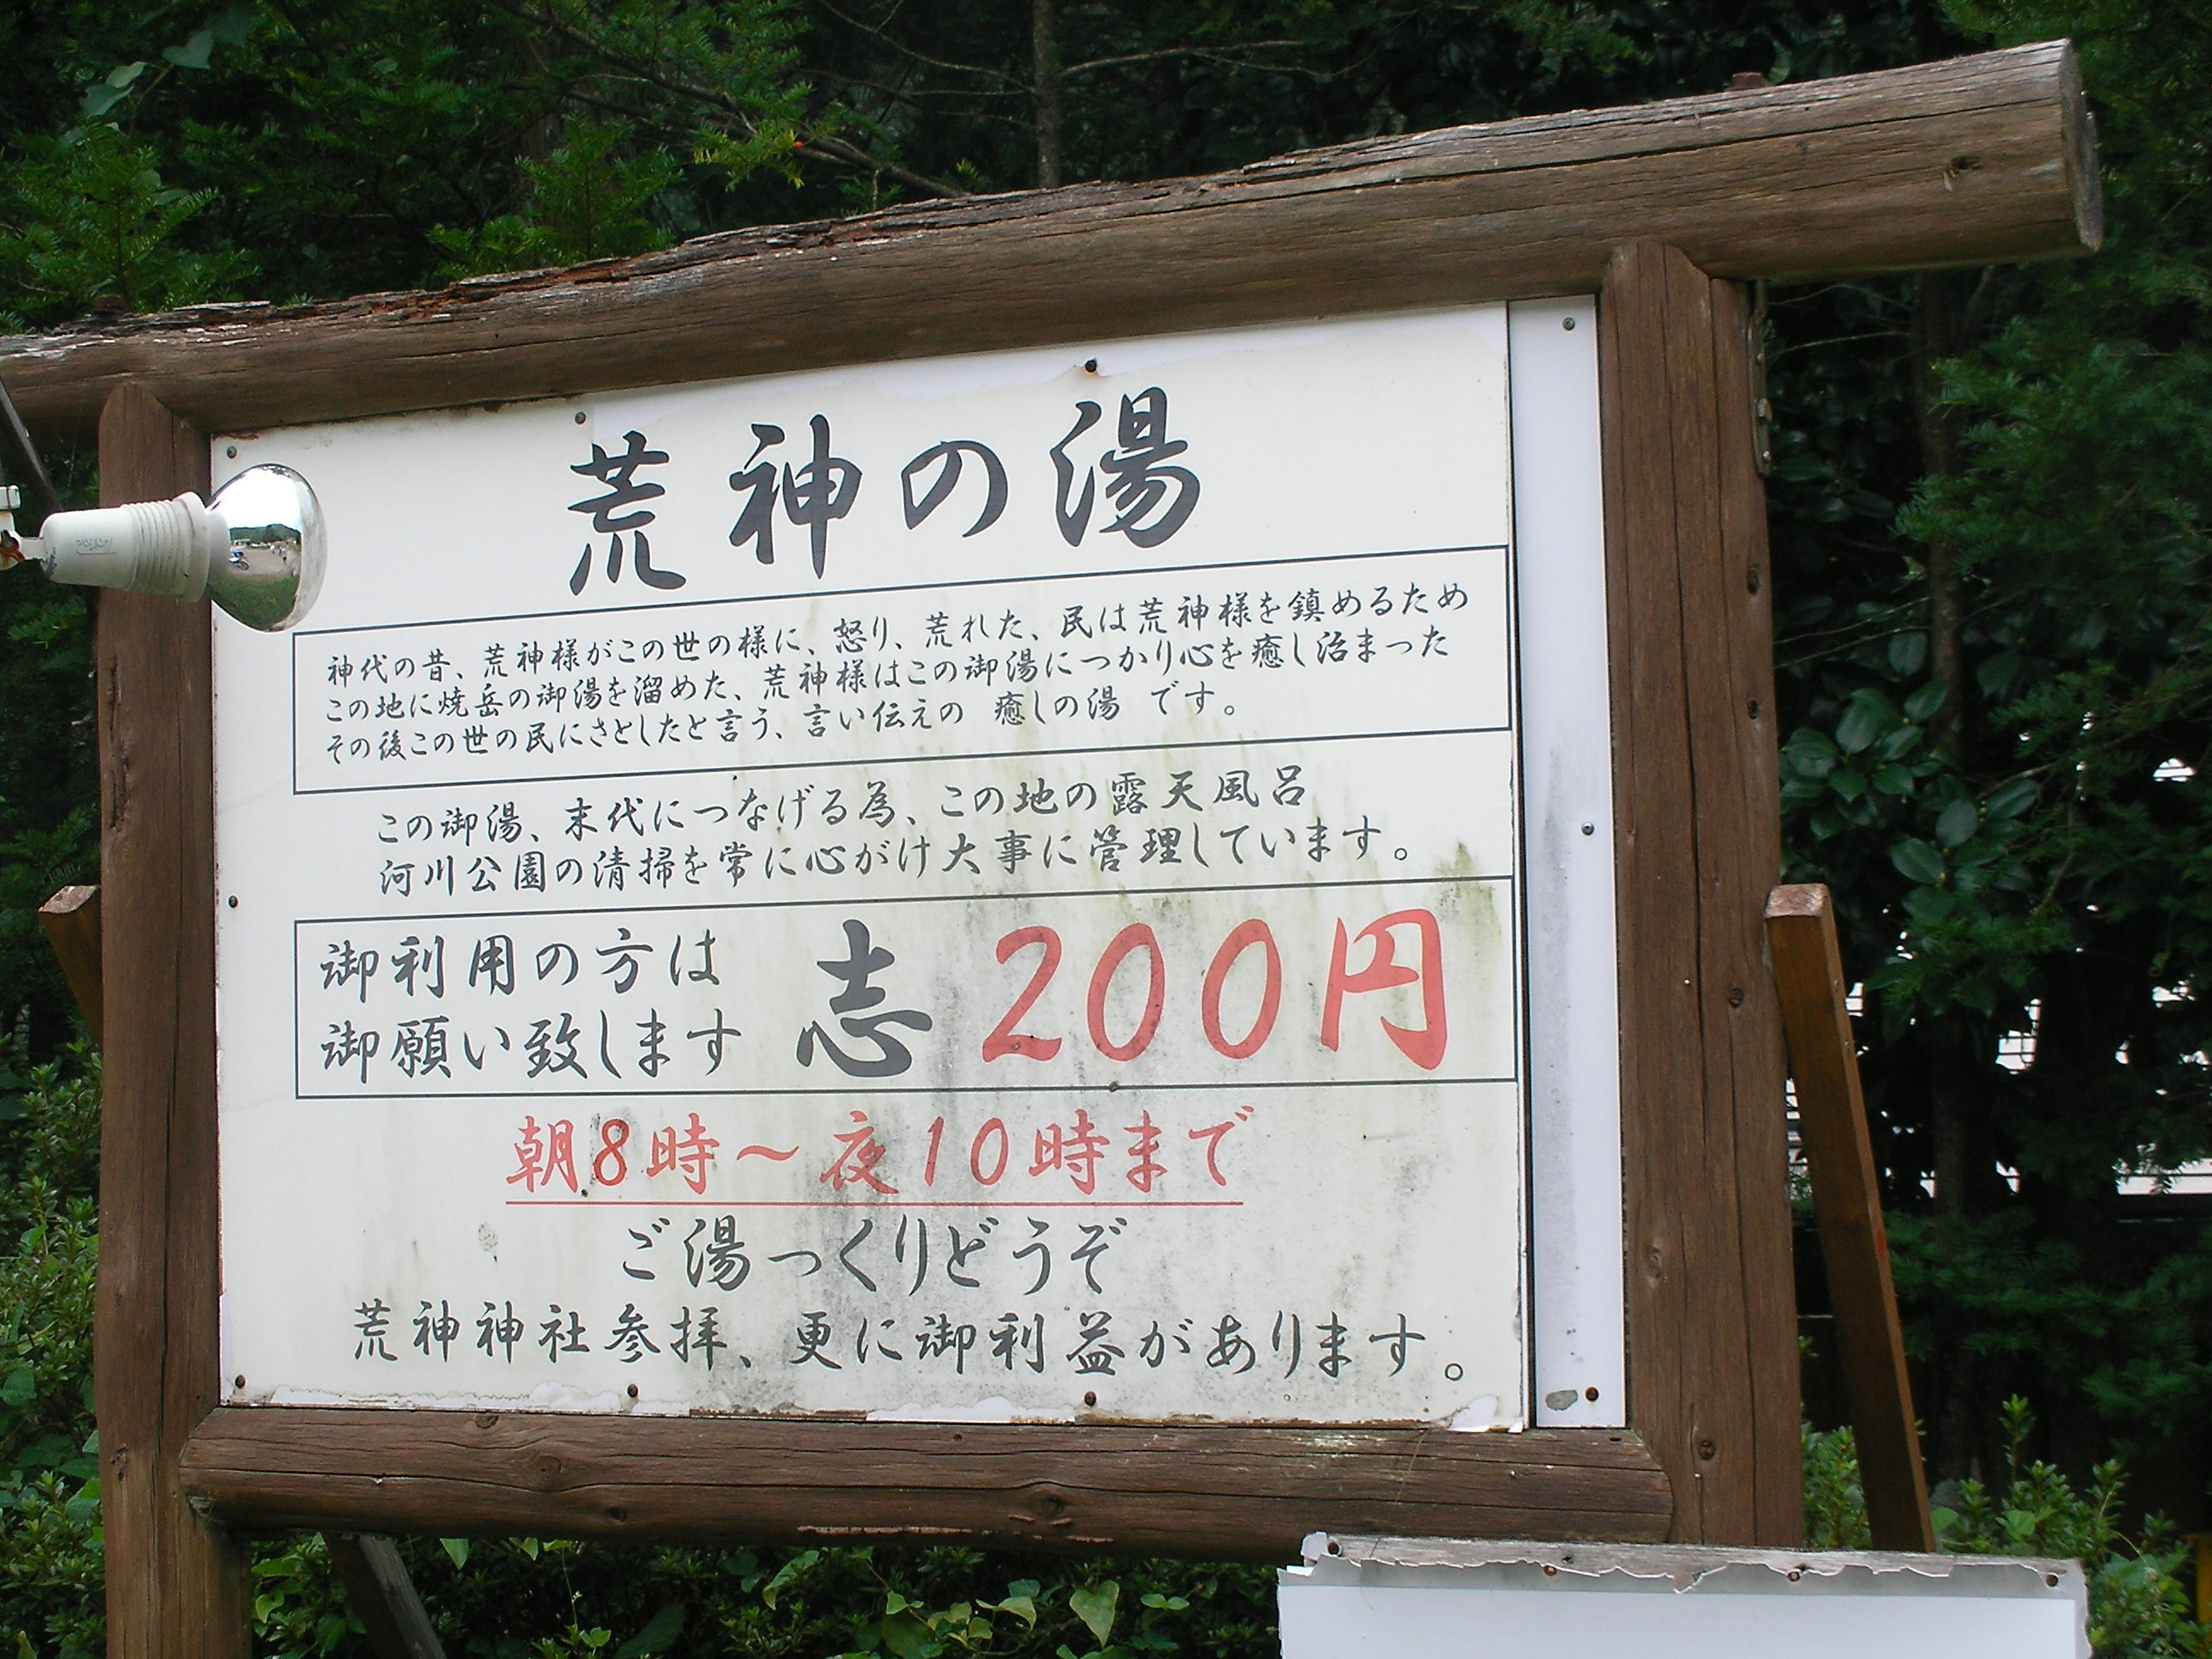 荒神の湯
神代の昔、荒神様がこの世の様に、怒り、荒れた、民は荒神様を鎮めるため
この地に焼岳の御湯を溜めた、荒神様はこの御湯につかり心を癒し治まった
その後この世の民にさとしたと言う、言い伝えの 癒しの湯 です。
この御湯、末代につなげる為、この地の露天風呂
河川公園の清掃を常に心がけ大事に管理しています。
御利用の方は
御願い致します
志 200円
朝8時～夜10時まで
ご湯っくりどうぞ
荒神神社参拝、更に御利益があります。